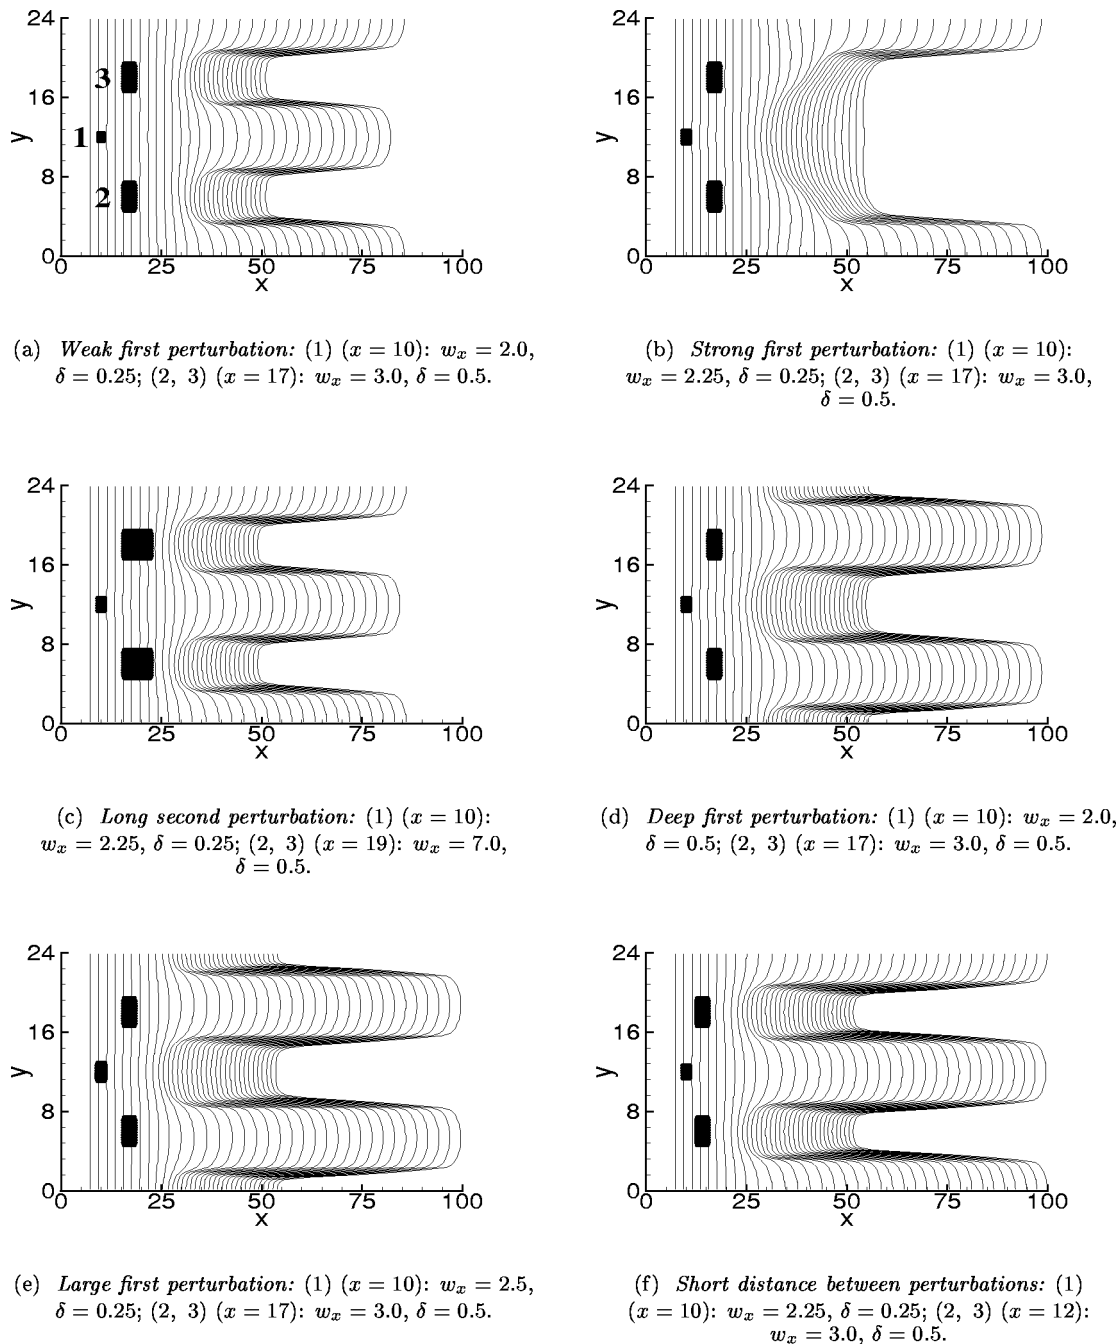 24
16
8
0
y
3
1
2
0
25
50
75
100
x
24
16
8
0
y
0
25
50
75
100
x
(a) Weak first perturbation: (1) (x = 10): w_x = 2.0,
δ = 0.25; (2, 3) (x = 17): w_x = 3.0, δ = 0.5.
(b) Strong first perturbation: (1) (x = 10):
w_x = 2.25, δ = 0.25; (2, 3) (x = 17): w_x = 3.0,
δ = 0.5.
24
16
8
0
y
0
25
50
75
100
x
24
16
8
0
y
0
25
50
75
100
x
(c) Long second perturbation: (1) (x = 10):
w_x = 2.25, δ = 0.25; (2, 3) (x = 19): w_x = 7.0,
δ = 0.5.
(d) Deep first perturbation: (1) (x = 10): w_x = 2.0,
δ = 0.5; (2, 3) (x = 17): w_x = 3.0, δ = 0.5.
24
16
8
0
y
0
25
50
75
100
x
24
16
8
0
y
0
25
50
75
100
x
(e) Large first perturbation: (1) (x = 10): w_x = 2.5,
δ = 0.25; (2, 3) (x = 17): w_x = 3.0, δ = 0.5.
(f) Short distance between perturbations: (1)
(x = 10): w_x = 2.25, δ = 0.25; (2, 3) (x = 12):
w_x = 3.0, δ = 0.5.